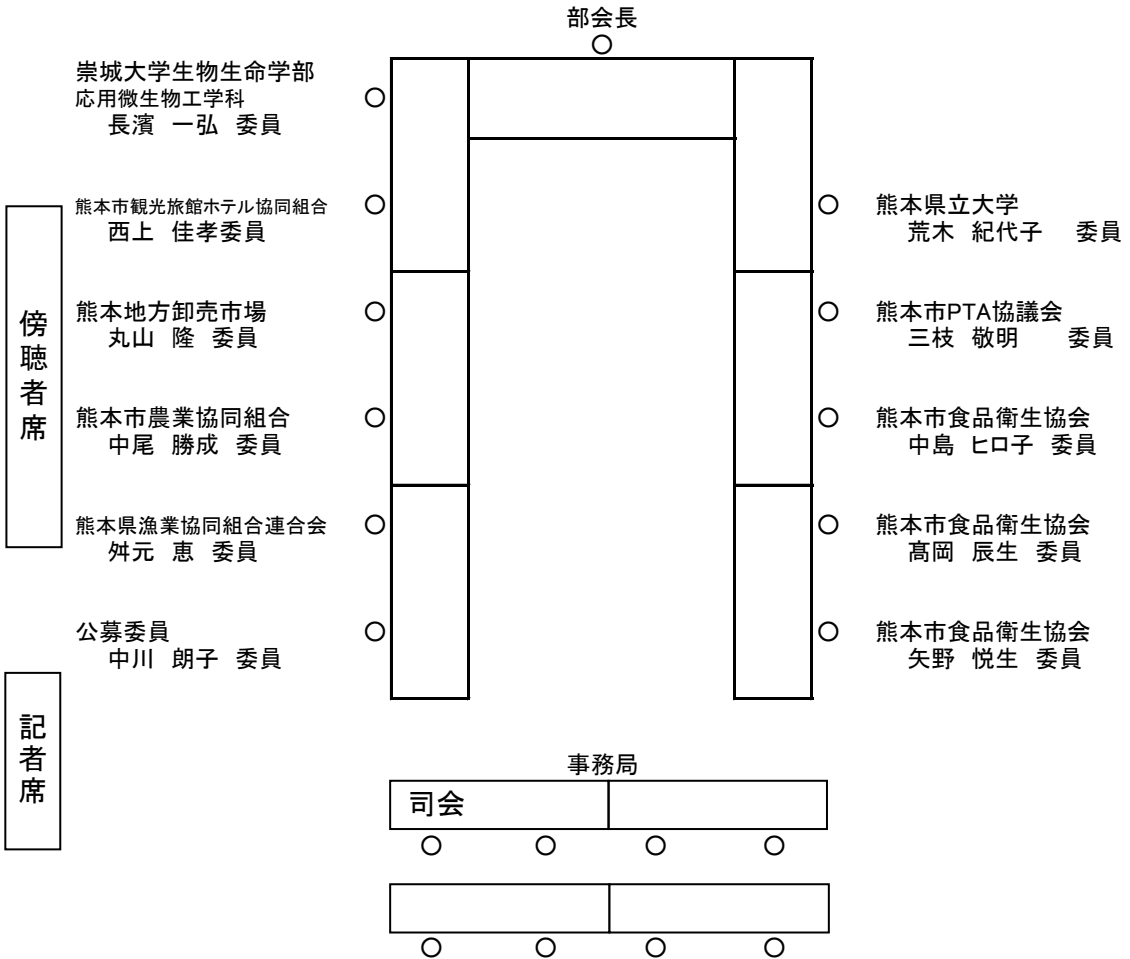 部会長
崇城大学生物生命学部
応用微生物工学科
長濱 一弘 委員
熊本市観光旅館ホテル協同組合
西上 佳孝委員
熊本地方卸売市場
丸山 隆 委員
熊本市農業協同組合
中尾 勝成 委員
熊本県漁業協同組合連合会
舛元 恵 委員
公募委員
中川 朗子 委員
熊本県立大学
荒木 紀代子 委員
熊本市PTA協議会
三枝 敬明 委員
熊本市食品衛生協会
中島 ヒロ子 委員
熊本市食品衛生協会
髙岡 辰生 委員
熊本市食品衛生協会
矢野 悦生 委員
傍聴者席
記者席
事務局
司会